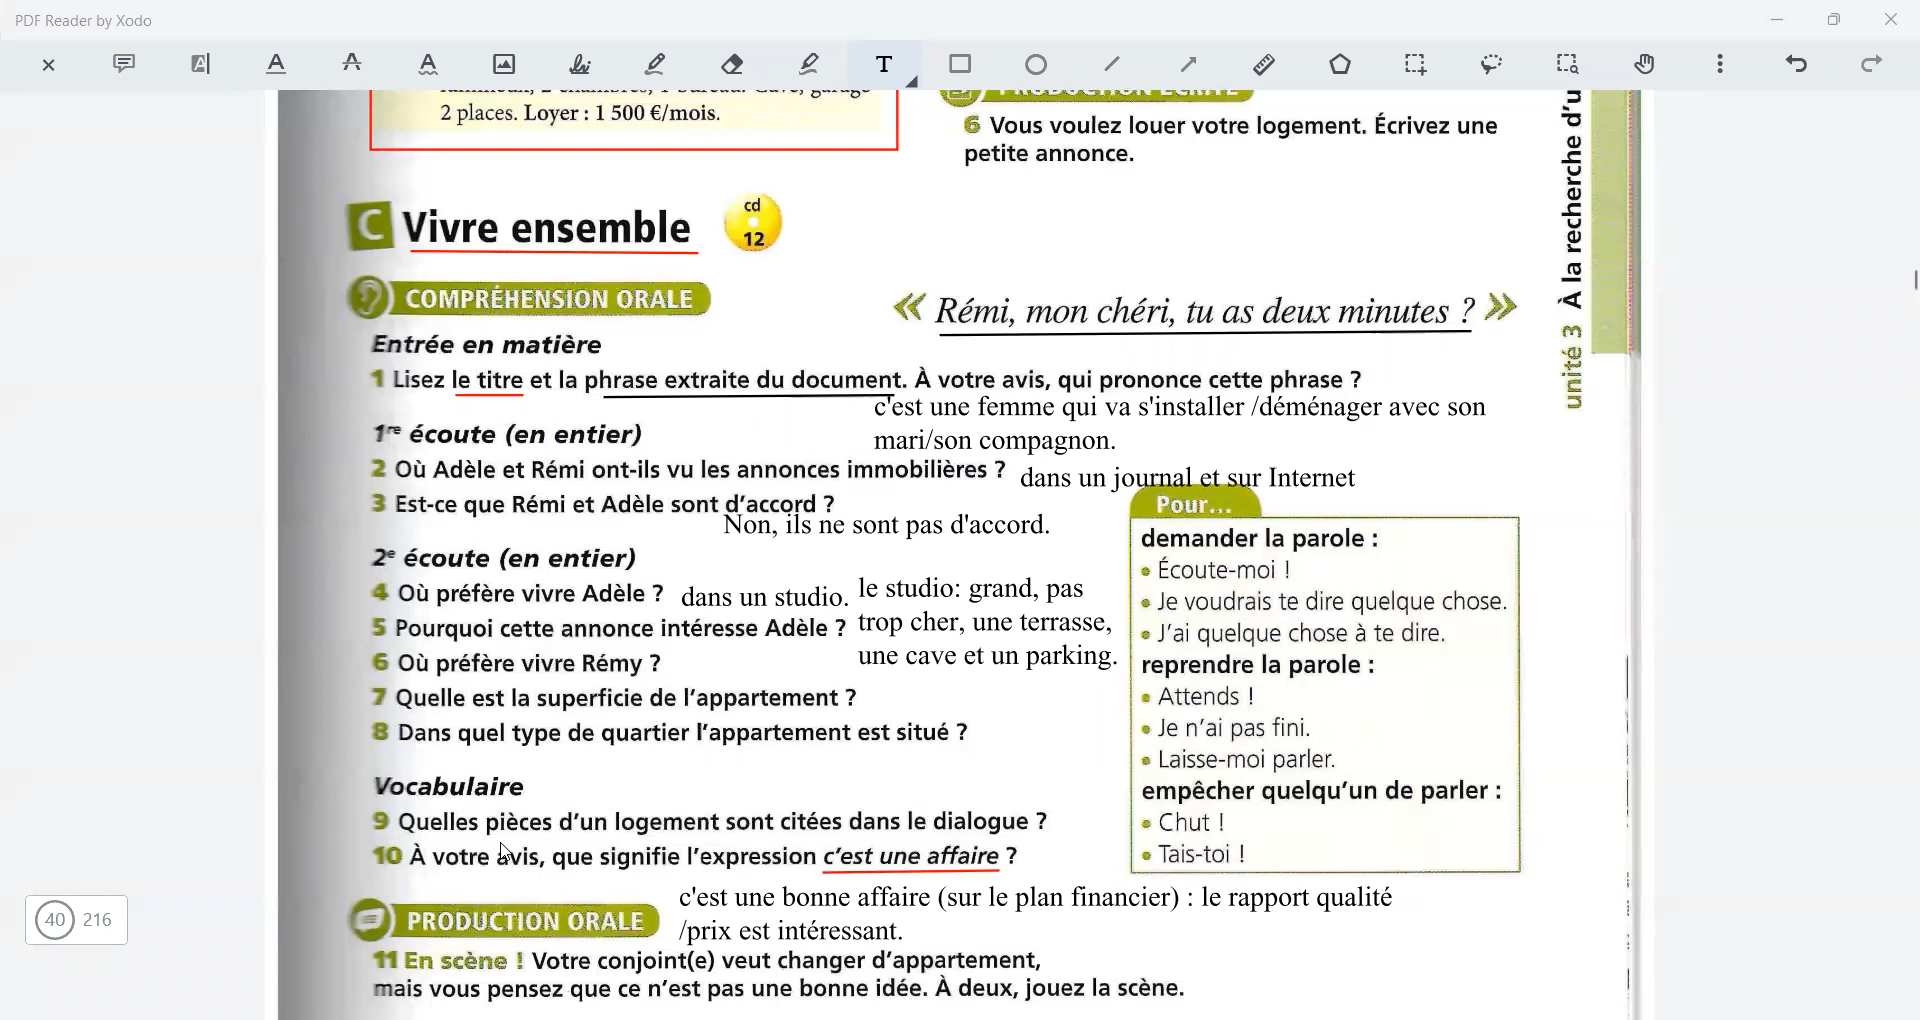 PDF Reader by Xodo
2 places. Loyer : 1 500 €/mois.
PRODUCTION ÉCRITE
6 Vous voulez louer votre logement. Écrivez une
petite annonce.
unité 3 À la recherche d'u
C Vivre ensemble
cd
12
COMPRÉHENSION ORALE
« Rémi, mon chéri, tu as deux minutes ? »
Entrée en matière
1 Lisez le titre et la phrase extraite du document. À votre avis, qui prononce cette phrase ?
c'est une femme qui va s'installer /déménager avec son
mari/son compagnon.
1re écoute (en entier)
2 Où Adèle et Rémi ont-ils vu les annonces immobilières ?
dans un journal et sur Internet
3 Est-ce que Rémi et Adèle sont d'accord ?
Non, ils ne sont pas d'accord.
2e écoute (en entier)
4 Où préfère vivre Adèle ?
dans un studio.
5 Pourquoi cette annonce intéresse Adèle ?
le studio: grand, pas
trop cher, une terrasse,
une cave et un parking.
6 Où préfère vivre Rémy ?
7 Quelle est la superficie de l'appartement ?
8 Dans quel type de quartier l'appartement est situé ?
Vocabulaire
9 Quelles pièces d'un logement sont citées dans le dialogue ?
10 À votre avis, que signifie l'expression c'est une affaire ?
c'est une bonne affaire (sur le plan financier) : le rapport qualité
/prix est intéressant.
Pour...
demander la parole :
• Écoute-moi !
• Je voudrais te dire quelque chose.
• J'ai quelque chose à te dire.
reprendre la parole :
• Attends !
• Je n'ai pas fini.
• Laisse-moi parler.
empêcher quelqu'un de parler :
• Chut !
• Tais-toi !
PRODUCTION ORALE
11 En scène ! Votre conjoint(e) veut changer d'appartement,
mais vous pensez que ce n'est pas une bonne idée. À deux, jouez la scène.
40 216